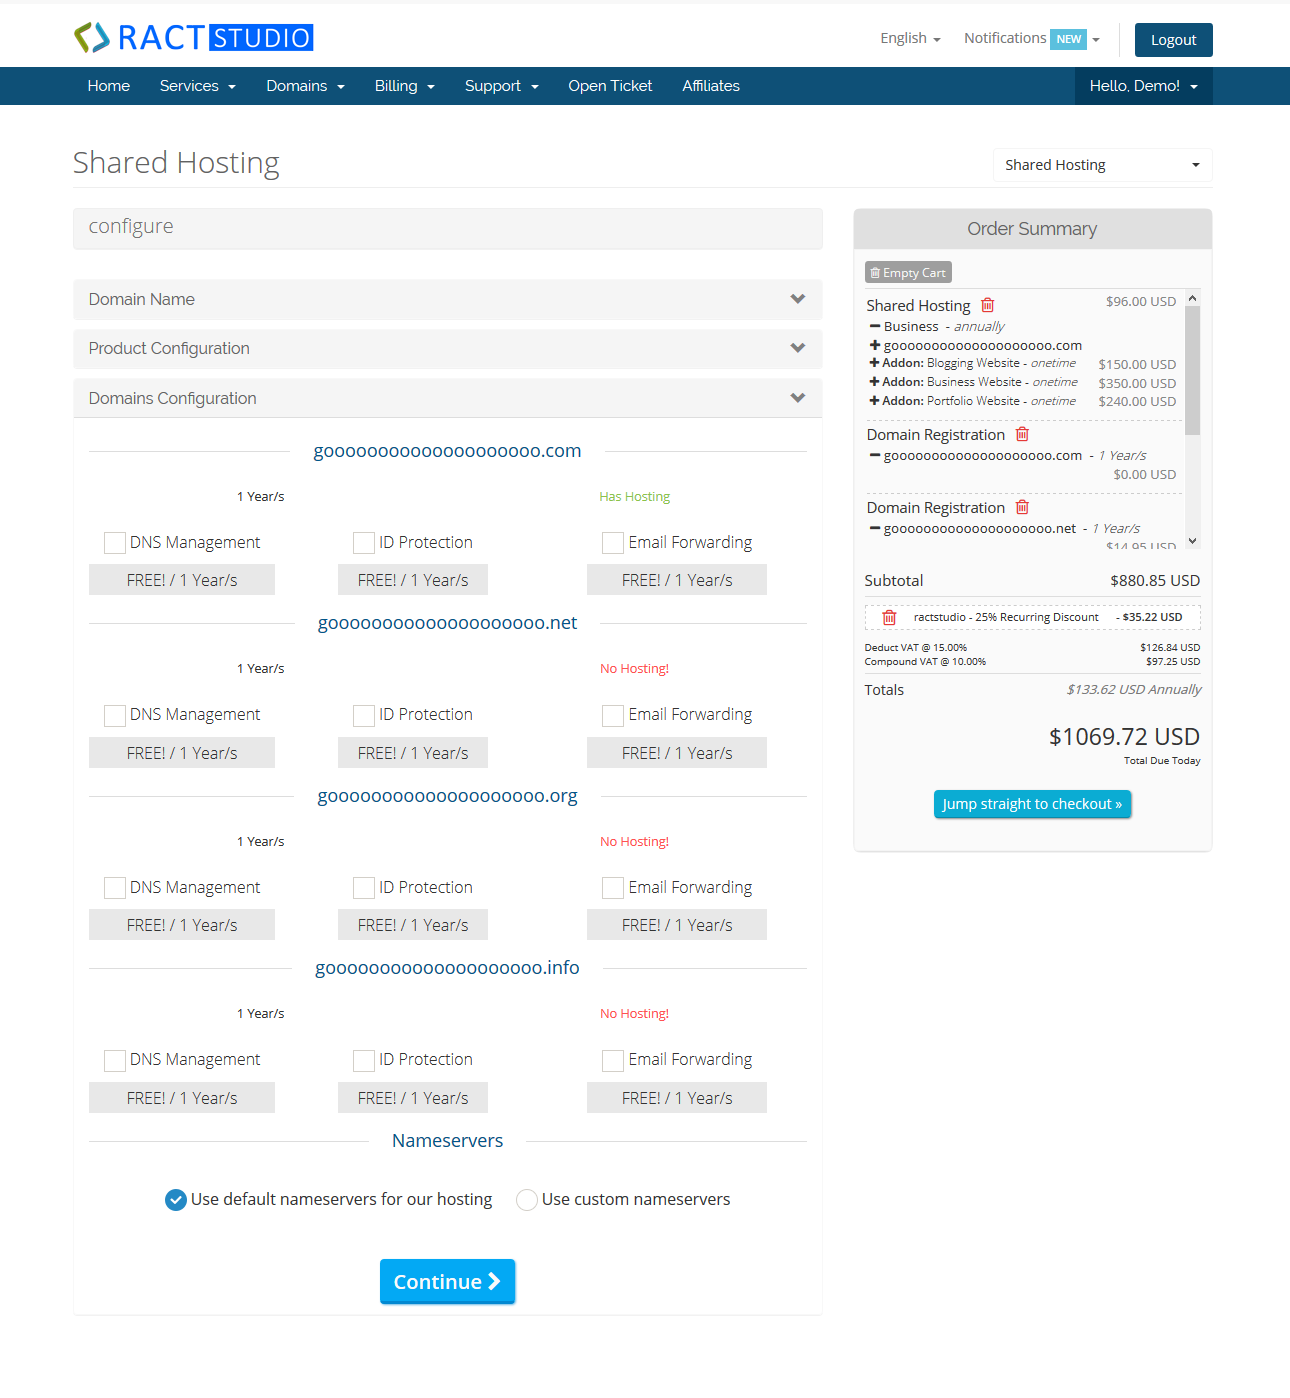 RACT STUDIO
English
Notifications NEW
Logout
Home Services Domains Billing Support Open Ticket Affiliates Hello, Demo!
Shared Hosting
Shared Hosting
configure
Domain Name
Product Configuration
Domains Configuration
goooooooooooooooooooo.com
1 Year/s Has Hosting
DNS Management ID Protection Email Forwarding
FREE! / 1 Year/s FREE! / 1 Year/s FREE! / 1 Year/s
goooooooooooooooooooo.net
1 Year/s No Hosting!
DNS Management ID Protection Email Forwarding
FREE! / 1 Year/s FREE! / 1 Year/s FREE! / 1 Year/s
goooooooooooooooooooo.org
1 Year/s No Hosting!
DNS Management ID Protection Email Forwarding
FREE! / 1 Year/s FREE! / 1 Year/s FREE! / 1 Year/s
goooooooooooooooooooo.info
1 Year/s No Hosting!
DNS Management ID Protection Email Forwarding
FREE! / 1 Year/s FREE! / 1 Year/s FREE! / 1 Year/s
Nameservers
Use default nameservers for our hosting Use custom nameservers
Continue
Order Summary
Empty Cart
Shared Hosting $96.00 USD
Business - annually
goooooooooooooooooooo.com
Addon: Blogging Website - onetime $150.00 USD
Addon: Business Website - onetime $350.00 USD
Addon: Portfolio Website - onetime $240.00 USD
Domain Registration
goooooooooooooooooooo.com - 1 Year/s
$0.00 USD
Domain Registration
goooooooooooooooooooo.net - 1 Year/s
$14.95 USD
Subtotal $880.85 USD
ractstudio - 25% Recurring Discount - $35.22 USD
Deduct VAT @ 15.00% $126.84 USD
Compound VAT @ 10.00% $97.25 USD
Totals $133.62 USD Annually
$1069.72 USD
Total Due Today
Jump straight to checkout »